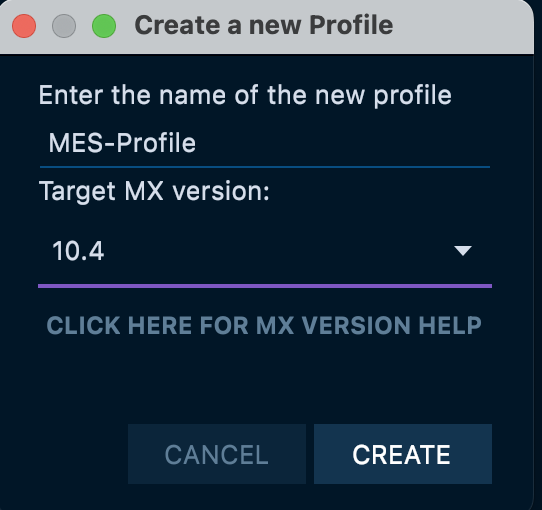 Create a new Profile
Enter the name of the new profile
MES-Profile
Target MX version:
10.4
CLICK HERE FOR MX VERSION HELP
CANCEL
CREATE